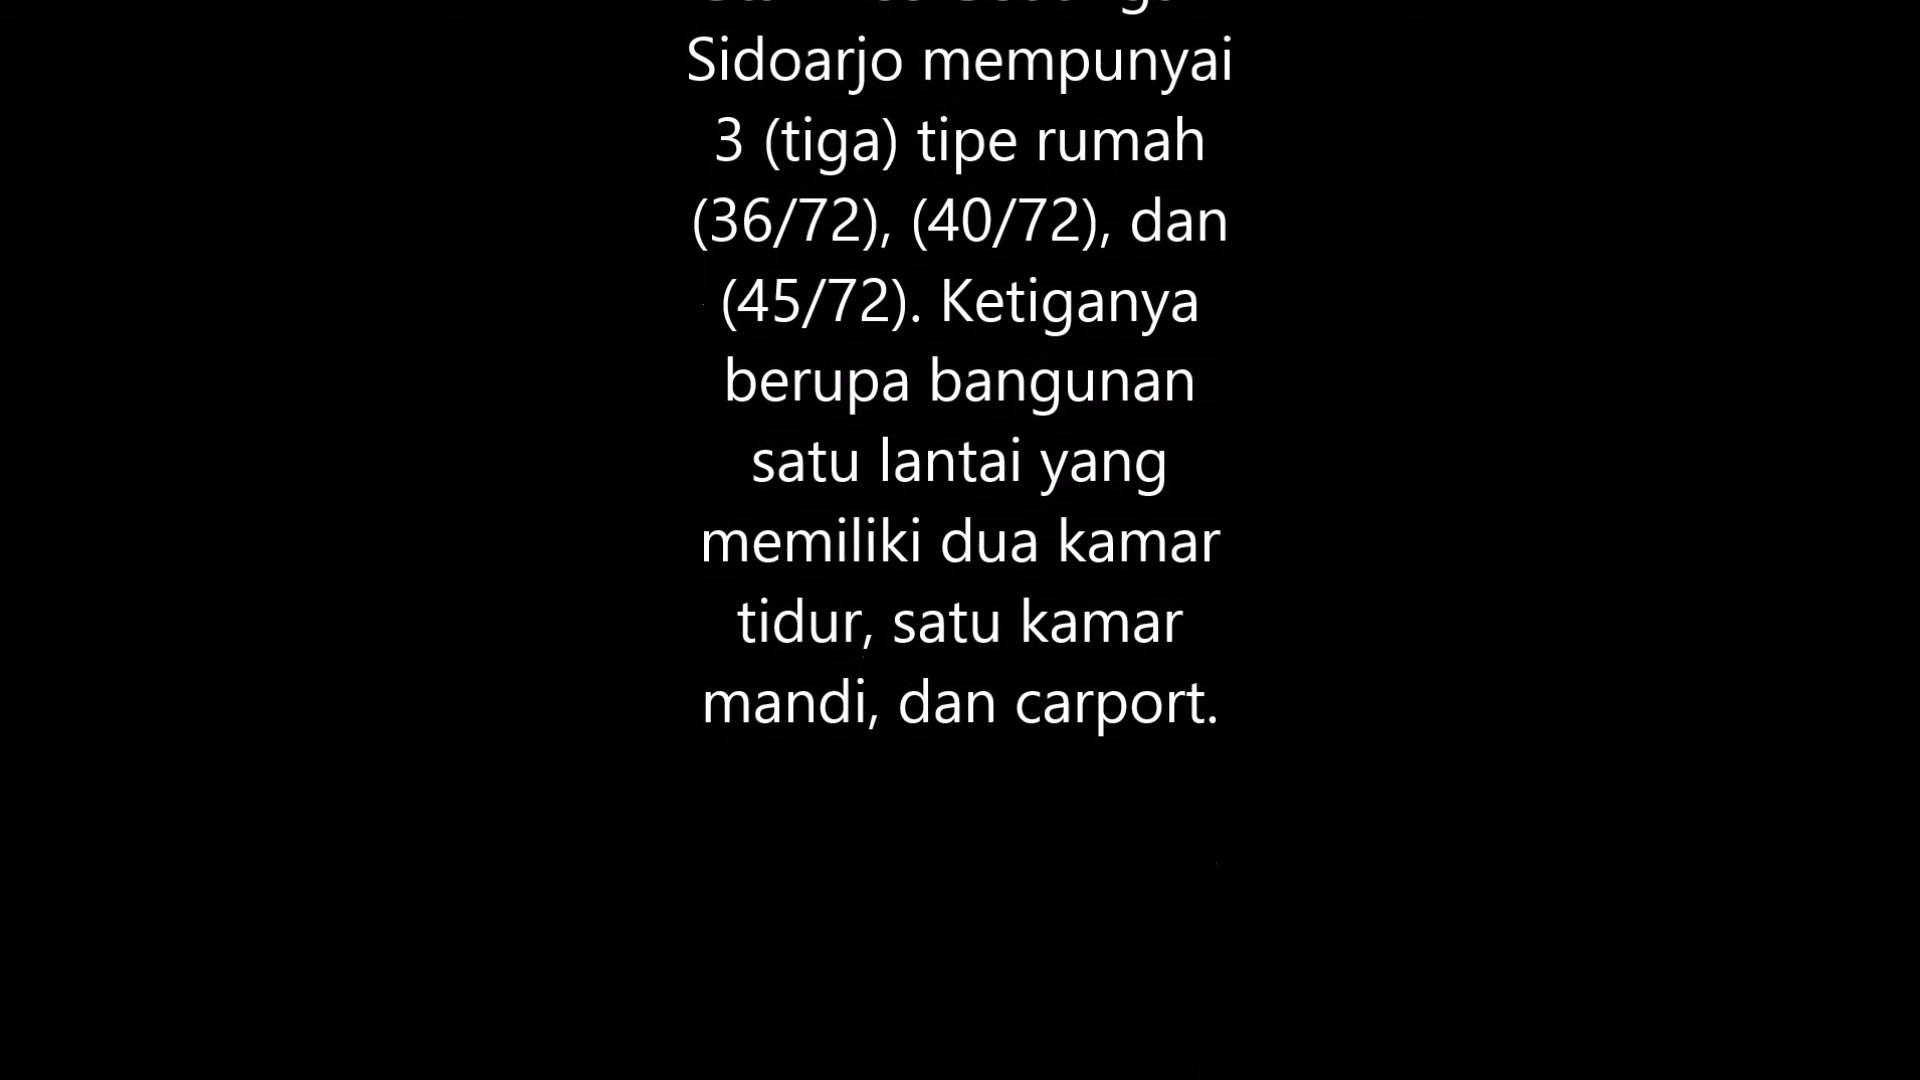 Sidoarjo mempunyai
3 (tiga) tipe rumah
(36/72), (40/72), dan
(45/72). Ketiganya
berupa bangunan
satu lantai yang
memiliki dua kamar
tidur, satu kamar
mandi, dan carport.